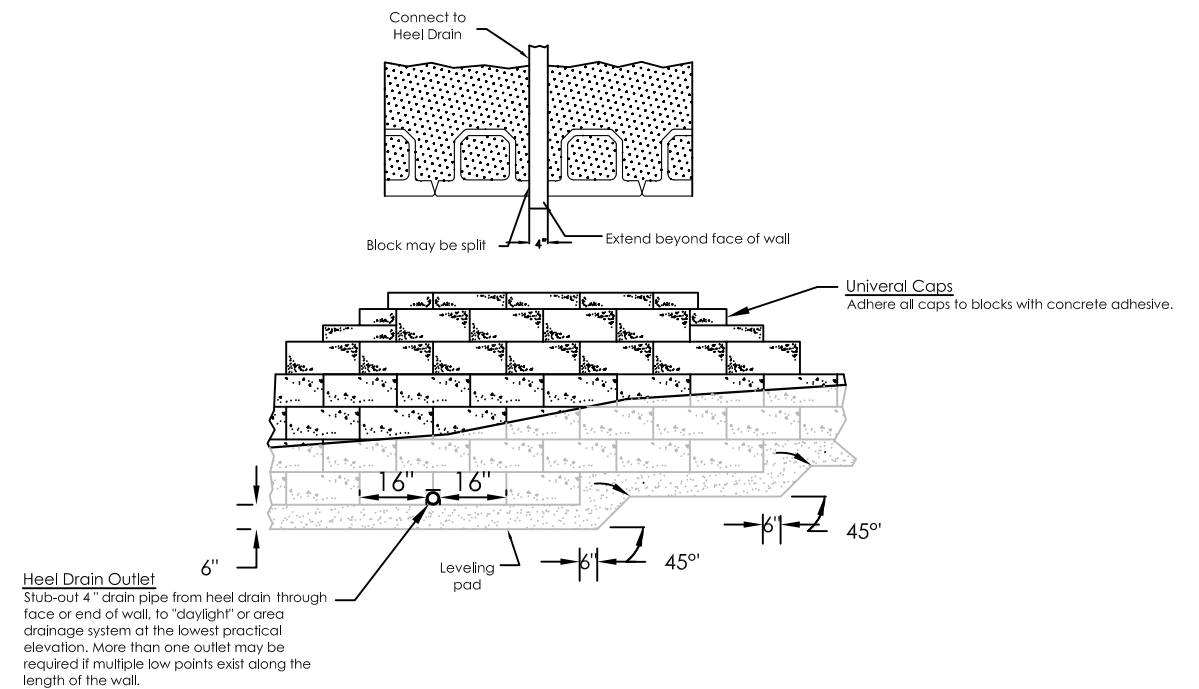 Connect to
Heel Drain
Block may be split
4"
Extend beyond face of wall
Univeral Caps
Adhere all caps to blocks with concrete adhesive.
16"
16"
6"
45°'
6"
6"
45°'
Leveling
pad
Heel Drain Outlet
Stub-out 4 " drain pipe from heel drain through
face or end of wall, to "daylight" or area
drainage system at the lowest practical
elevation. More than one outlet may be
required if multiple low points exist along the
length of the wall.